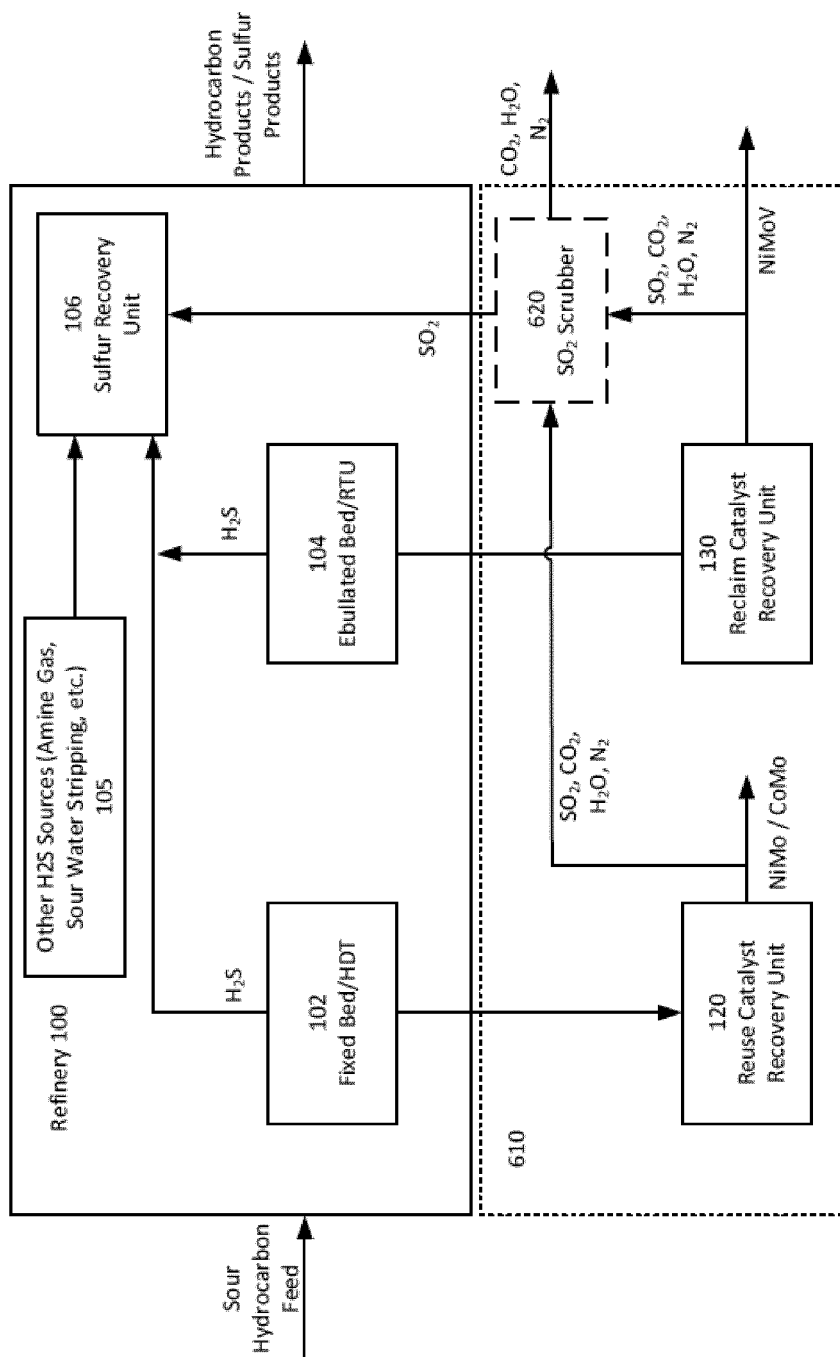 Sour
Hydrocarbon
Feed
Refinery 100
Other H2S Sources (Amine Gas,
Sour Water Stripping, etc.)
105
106
Sulfur Recovery
Unit
Hydrocarbon
Products / Sulfur
Products
H₂S
H₂S
102
Fixed Bed/HDT
104
Ebullated Bed/RTU
SO₂
610
SO₂, CO₂,
H₂O, N₂
620
SO₂ Scrubber
CO₂, H₂O,
N₂
SO₂, CO₂,
H₂O, N₂
120
Reuse Catalyst
Recovery Unit
NiMo / CoMo
130
Reclaim Catalyst
Recovery Unit
NiMoV